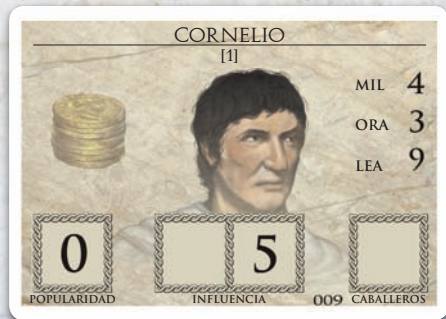 CORNELIO
[1]
MIL 4
ORA 3
LEA 9
0 5
POPULARIDAD INFLUENCIA 009 CABALLEROS